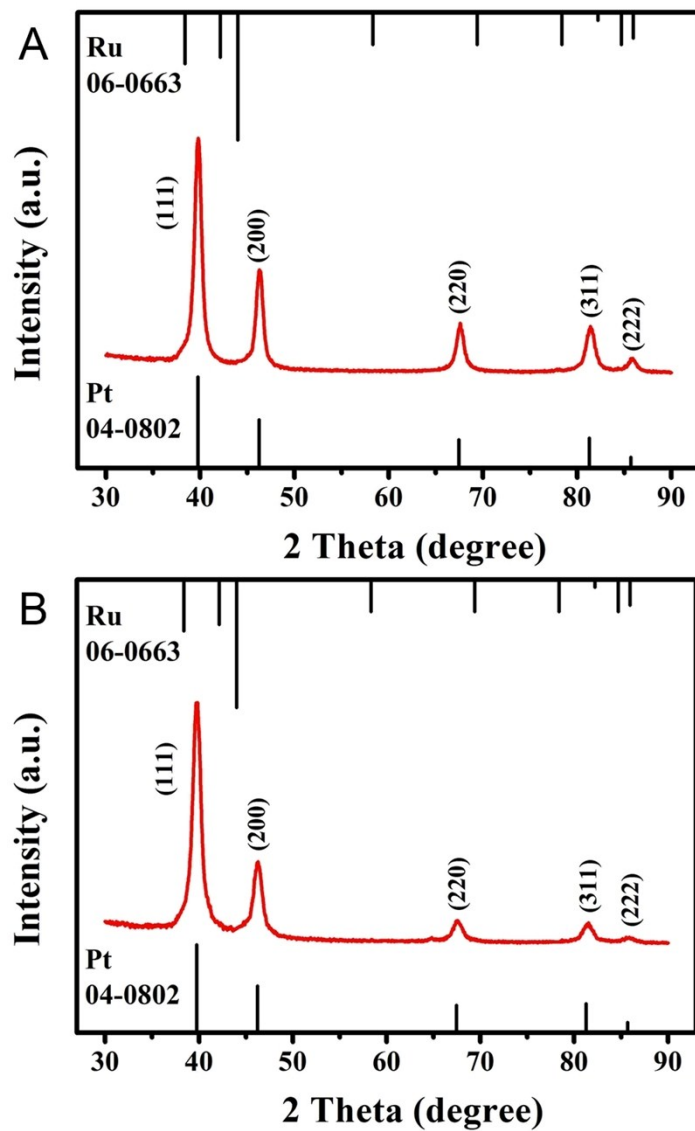 A
Ru
06-0663
(111)
(200)
(220)
(311)
(222)
Intensity (a.u.)
Pt
04-0802
30 40 50 60 70 80 90
2 Theta (degree)
B
Ru
06-0663
(111)
(200)
(220)
(311)
(222)
Intensity (a.u.)
Pt
04-0802
30 40 50 60 70 80 90
2 Theta (degree)